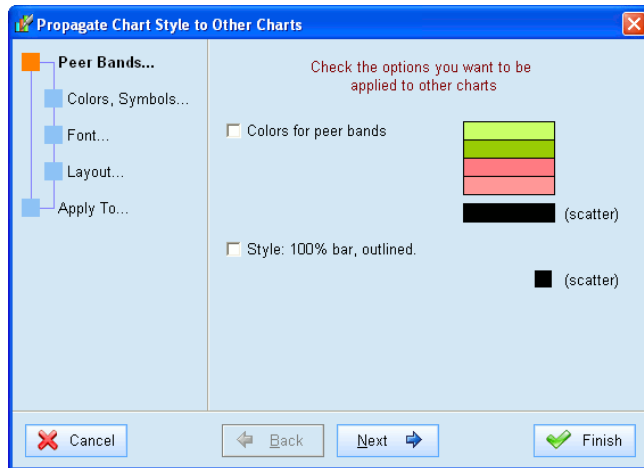 Propagate Chart Style to Other Charts
Peer Bands...
Colors, Symbols...
Font...
Layout...
Apply To...
Check the options you want to be
applied to other charts
Colors for peer bands
(scatter)
Style: 100% bar, outlined.
(scatter)
Cancel
Back
Next
Finish